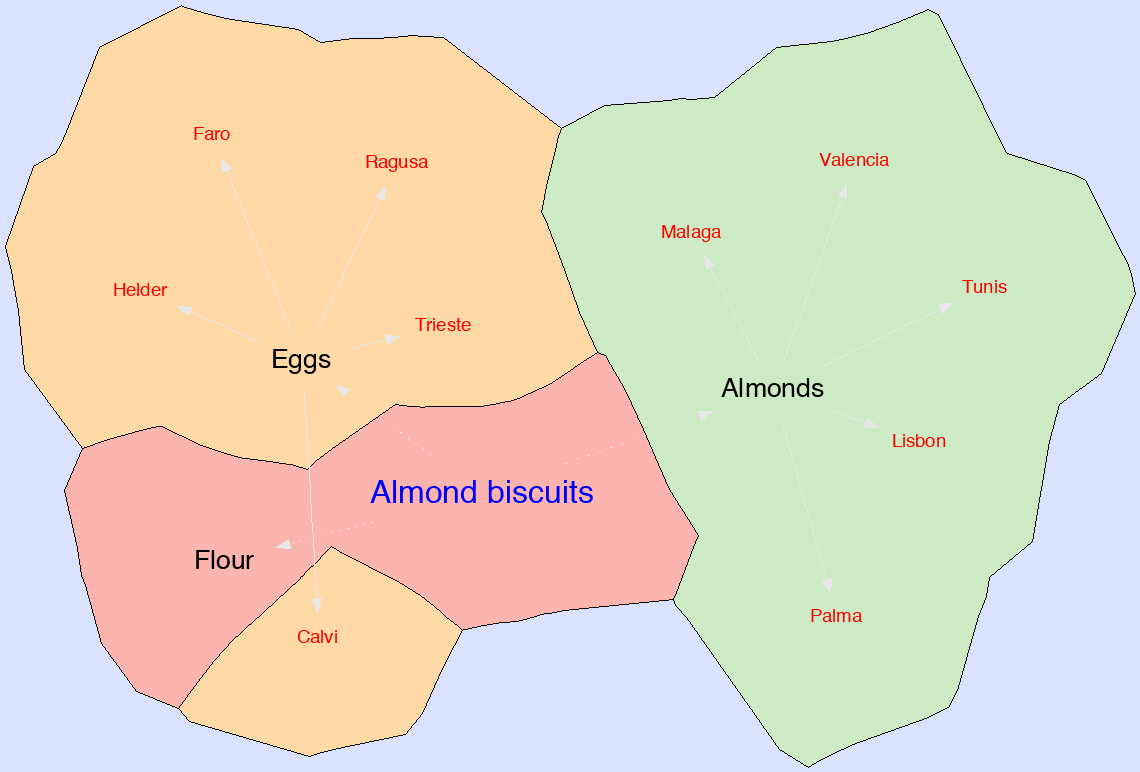 Faro
Ragusa
Valencia
Malaga
Helder
Tunis
Trieste
Eggs
Almonds
Lisbon
Almond biscuits
Flour
Palma
Calvi